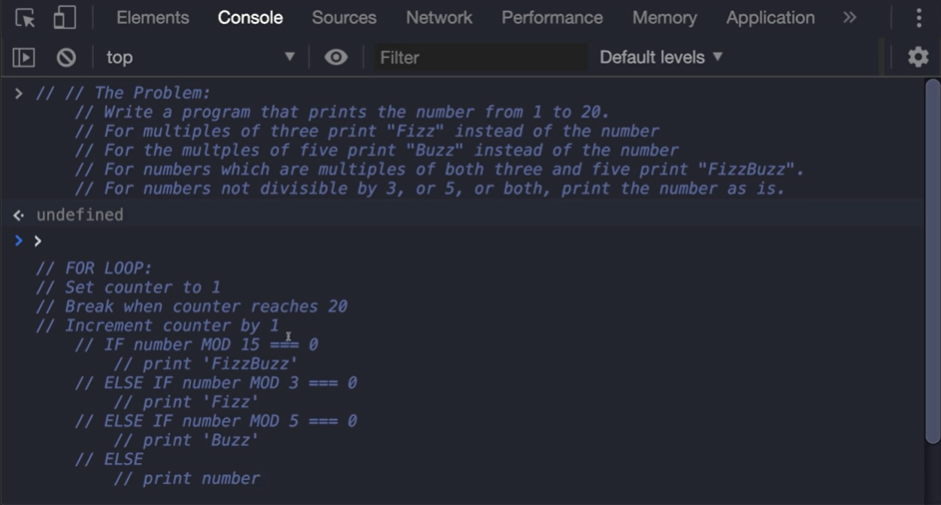 Elements Console Sources Network Performance Memory Application »
top ▼ Filter Default levels ▼
> // // The Problem:
// Write a program that prints the number from 1 to 20.
// For multiples of three print "Fizz" instead of the number
// For the multples of five print "Buzz" instead of the number
// For numbers which are multiples of both three and five print "FizzBuzz".
// For numbers not divisible by 3, or 5, or both, print the number as is.
undefined
> >
// FOR LOOP:
// Set counter to 1
// Break when counter reaches 20
// Increment counter by 1
// IF number MOD 15 === 0
// print 'FizzBuzz'
// ELSE IF number MOD 3 === 0
// print 'Fizz'
// ELSE IF number MOD 5 === 0
// print 'Buzz'
// ELSE
// print number